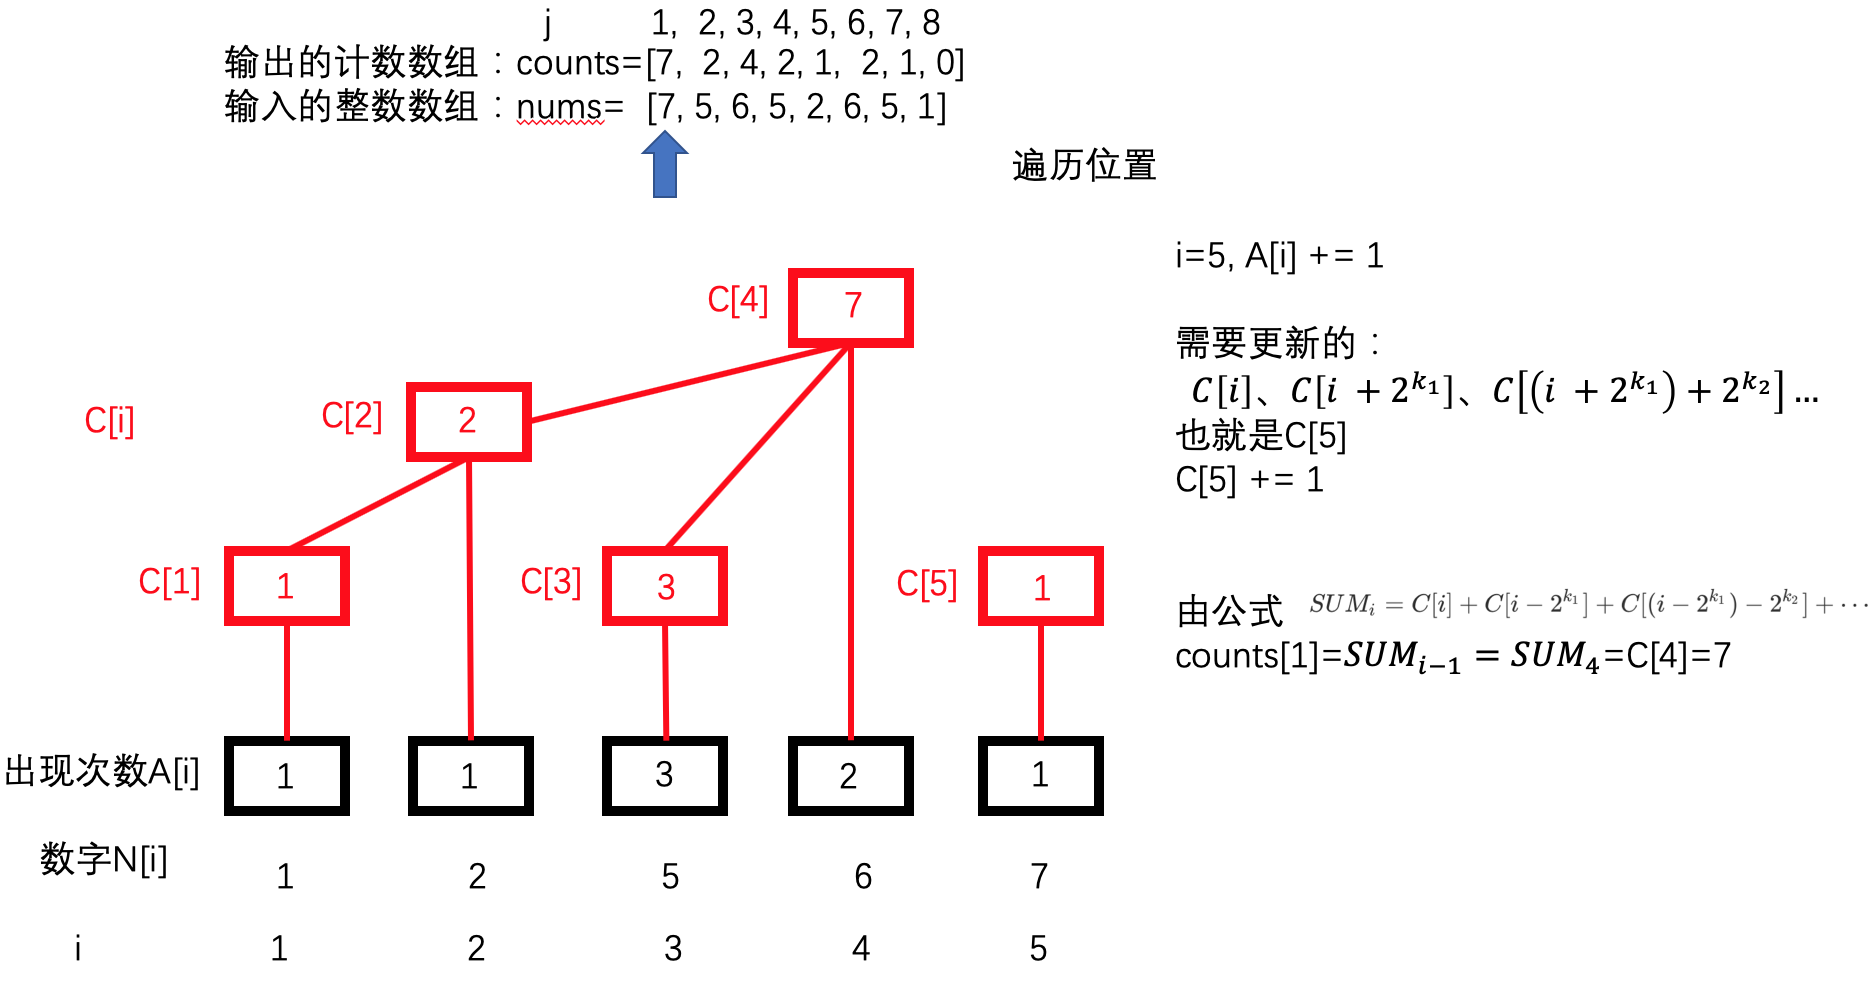 j 1, 2, 3, 4, 5, 6, 7, 8
输出的计数数组：counts=[7, 2, 4, 2, 1, 2, 1, 0]
输入的整数数组：nums= [7, 5, 6, 5, 2, 6, 5, 1]
遍历位置
i=5, A[i] += 1
C[4] 7
需要更新的：
C[i]、C[i + 2^{k_1}]、C[(i + 2^{k_1}) + 2^{k_2}] ...
C[i] C[2] 2
也就是C[5]
C[5] += 1
C[1] 1 C[3] 3 C[5] 1
由公式 SUM_i = C[i] + C[i − 2^{k_1}] + C[(i − 2^{k_1}) − 2^{k_2}] + ···
counts[1]=SUM_{i−1} = SUM_4=C[4]=7
出现次数A[i] 1 1 3 2 1
数字N[i] 1 2 5 6 7
i 1 2 3 4 5